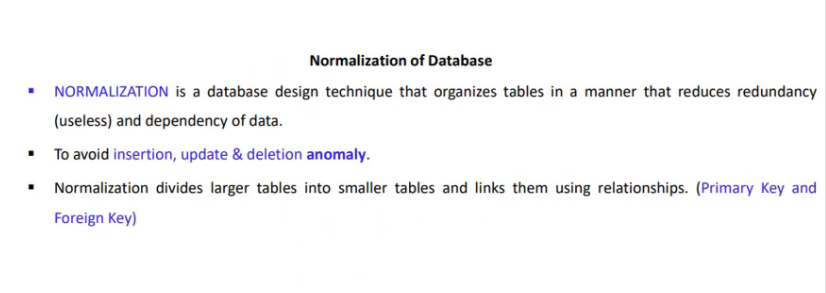 Normalization of Database
▪ NORMALIZATION is a database design technique that organizes tables in a manner that reduces redundancy
(useless) and dependency of data.
▪ To avoid insertion, update & deletion anomaly.
▪ Normalization divides larger tables into smaller tables and links them using relationships. (Primary Key and
Foreign Key)